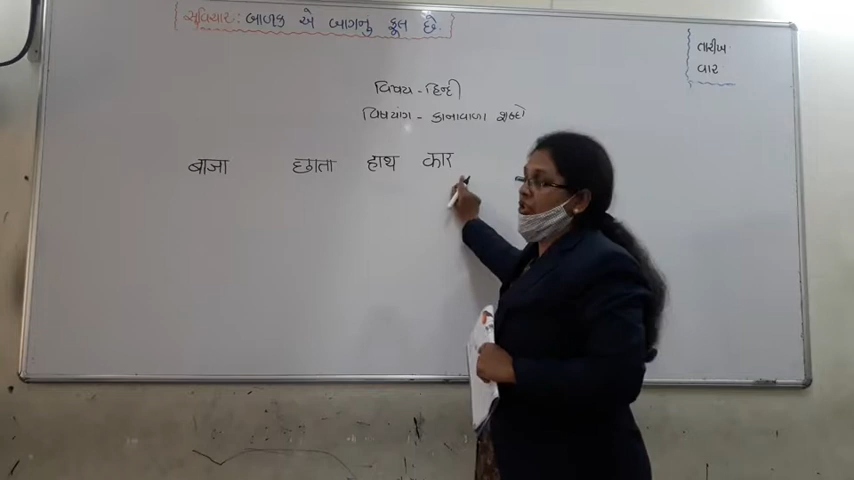 સુવિચાર: બાળક એ બાગનું ફૂલ છે.
તારીખ
વાર
વિષય - હિન્દી
વિષયાંગ - કાનાવાળા શબ્દો
बाजा छाता हाथ कार